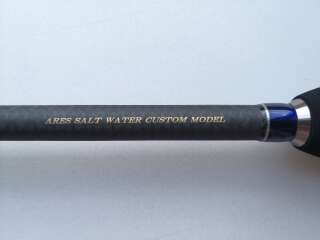 ARES SALT WATER CUSTOM MODEL